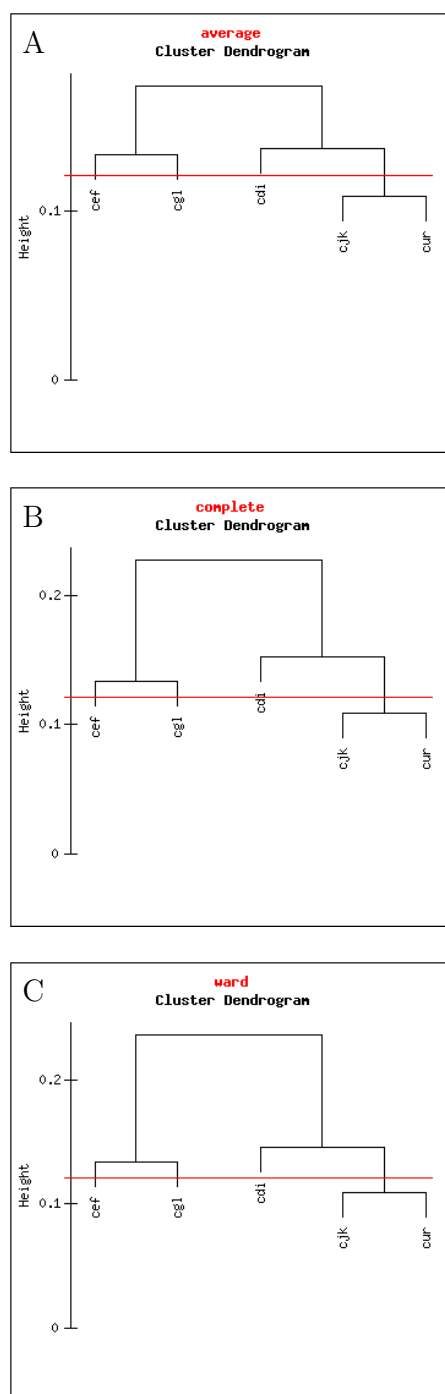 A
average
Cluster Dendrogram
Height
0.1
0
cef
cgl
cdi
cjk
cur
B
complete
Cluster Dendrogram
Height
0.2
0.1
0
cef
cgl
cdi
cjk
cur
C
ward
Cluster Dendrogram
Height
0.2
0.1
0
cef
cgl
cdi
cjk
cur